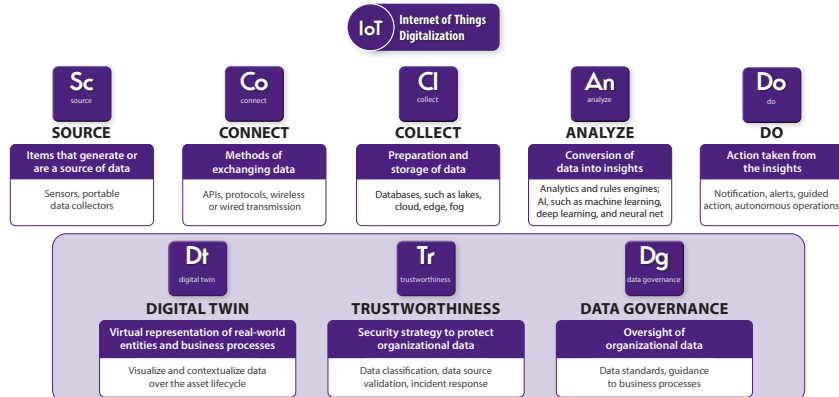 IoT
Internet of Things
Digitalization
Sc
source
SOURCE
Items that generate or
are a source of data
Sensors, portable
data collectors
Co
connect
CONNECT
Methods of
exchanging data
APIs, protocols, wireless
or wired transmission
Cl
collect
COLLECT
Preparation and
storage of data
Databases, such as lakes,
cloud, edge, fog
An
analyze
ANALYZE
Conversion of
data into insights
Analytics and rules engines;
AI, such as machine learning,
deep learning, and neural net
Do
do
DO
Action taken from
the insights
Notification, alerts, guided
action, autonomous operations
Dt
digital twin
DIGITAL TWIN
Virtual representation of real-world
entities and business processes
Visualize and contextualize data
over the asset lifecycle
Tr
trustworthiness
TRUSTWORTHINESS
Security strategy to protect
organizational data
Data classification, data source
validation, incident response
Dg
data governance
DATA GOVERNANCE
Oversight of
organizational data
Data standards, guidance
to business processes